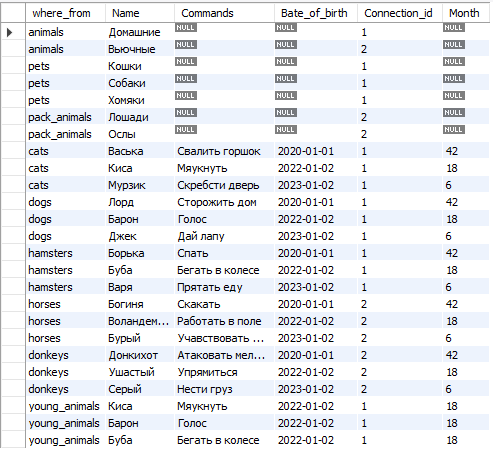 where_from Name Commands Bate_of_birth Connection_id Month
animals Домашние NULL NULL 1 NULL
animals Вьючные NULL NULL 2 NULL
pets Кошки NULL NULL 1 NULL
pets Собаки NULL NULL 1 NULL
pets Хомяки NULL NULL 1 NULL
pack_animals Лошади NULL NULL 2 NULL
pack_animals Ослы NULL NULL 2 NULL
cats Васька Свалить горшок 2020-01-01 1 42
cats Киса Мяукнуть 2022-01-02 1 18
cats Мурзик Скребсти дверь 2023-01-02 1 6
dogs Лорд Сторожить дом 2020-01-01 1 42
dogs Барон Голос 2022-01-02 1 18
dogs Джек Дай лапу 2023-01-02 1 6
hamsters Борька Спать 2020-01-01 1 42
hamsters Буба Бегать в колесе 2022-01-02 1 18
hamsters Варя Прятать еду 2023-01-02 1 6
horses Богиня Скакать 2020-01-01 2 42
horses Воландем... Работать в поле 2022-01-02 2 18
horses Бурый Учавствовать ... 2023-01-02 2 6
donkeys Донкихот Атаковать мел... 2020-01-01 2 42
donkeys Ушастый Упрямиться 2022-01-02 2 18
donkeys Серый Нести груз 2023-01-02 2 6
young_animals Киса Мяукнуть 2022-01-02 1 18
young_animals Барон Голос 2022-01-02 1 18
young_animals Буба Бегать в колесе 2022-01-02 1 18